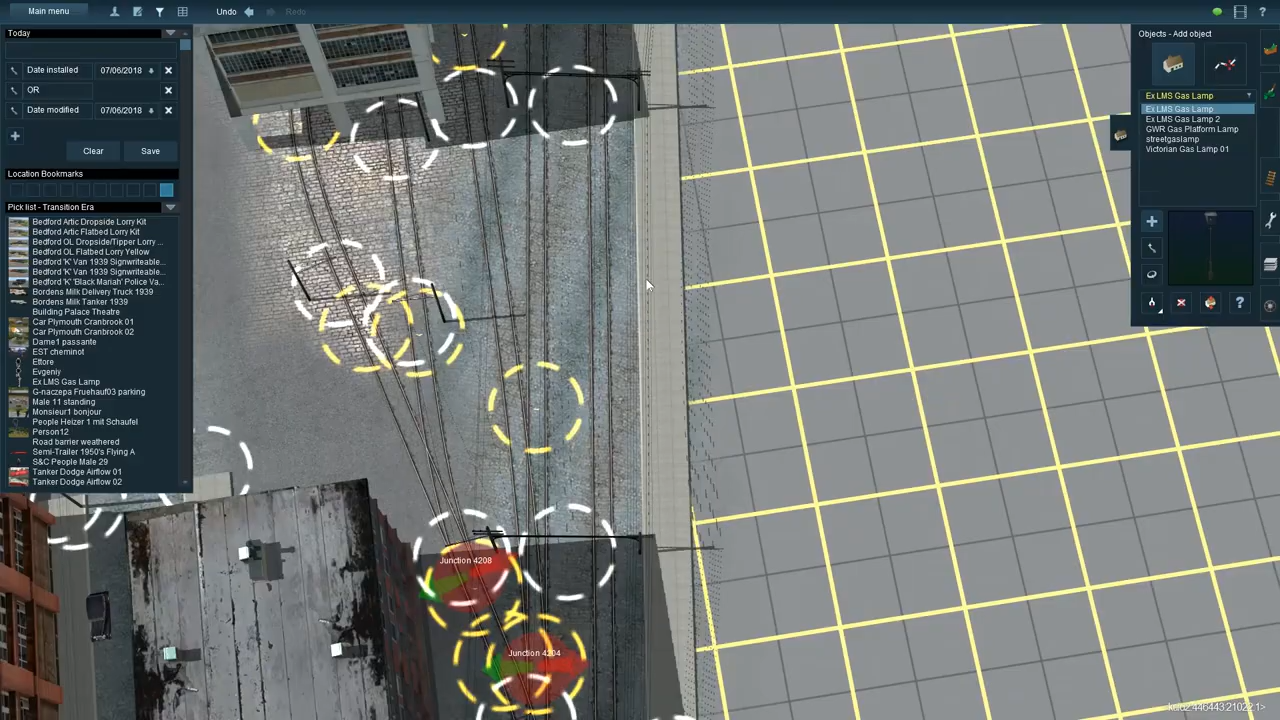 Main menu
Undo
Redo
Today
Date installed 07/06/2018
OR
Date modified 07/06/2018
Clear
Save
Location Bookmarks
Pick list - Transition Era
Bedford Artic Dropside Lorry Kit
Bedford Artic Flatbed Lorry Kit
Bedford OL Dropside/Tipper Lorry ...
Bedford OL Flatbed Lorry Yellow
Bedford 'K' Van 1939 Signwriteable...
Bedford 'K' Van 1939 Signwriteable...
Bedford 'K' 'Black Mariah' Police Va...
Bordens Milk Delivery Truck 1939
Bordens Milk Tanker 1939
Building Palace Theatre
Car Plymouth Cranbrook 01
Car Plymouth Cranbrook 02
Dame1 passante
EST cheminot
Ettore
Evgeniy
Ex LMS Gas Lamp
G-naczepa Fruehauf03 parking
Male 11 standing
Monsieur1 bonjour
People Heizer 1 mit Schaufel
Person12
Road barrier weathered
Semi-Trailer 1950's Flying A
S&C People Male 29
Tanker Dodge Airflow 01
Tanker Dodge Airflow 02
Junction 4208
Junction 4204
Objects - Add object
Ex LMS Gas Lamp
Ex LMS Gas Lamp
Ex LMS Gas Lamp 2
GWR Gas Platform Lamp
streetgaslamp
Victorian Gas Lamp 01